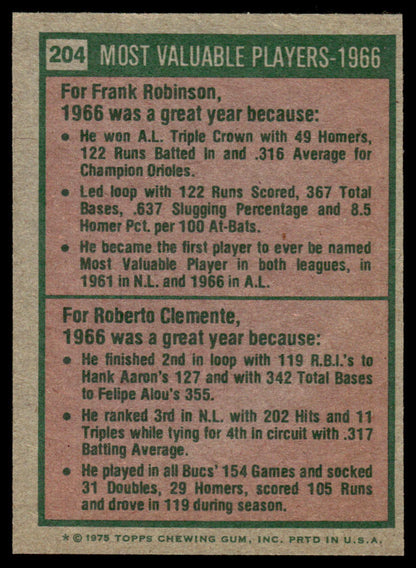 204 MOST VALUABLE PLAYERS-1966
For Frank Robinson,
1966 was a great year because:
● He won A.L. Triple Crown with 49 Homers,
122 Runs Batted In and .316 Average for
Champion Orioles.
● Led loop with 122 Runs Scored, 367 Total
Bases, .637 Slugging Percentage and 8.5
Homer Pct. per 100 At-Bats.
● He became the first player to ever be named
Most Valuable Player in both leagues, in
1961 in N.L. and 1966 in A.L.
For Roberto Clemente,
1966 was a great year because:
● He finished 2nd in loop with 119 R.B.I.'s to
Hank Aaron's 127 and with 342 Total Bases
to Felipe Alou's 355.
● He ranked 3rd in N.L. with 202 Hits and 11
Triples while tying for 4th in circuit with .317
Batting Average.
● He played in all Bucs' 154 Games and socked
31 Doubles, 29 Homers, scored 105 Runs
and drove in 119 during season.
* © 1975 TOPPS CHEWING GUM, INC. PRTD IN U.S.A.